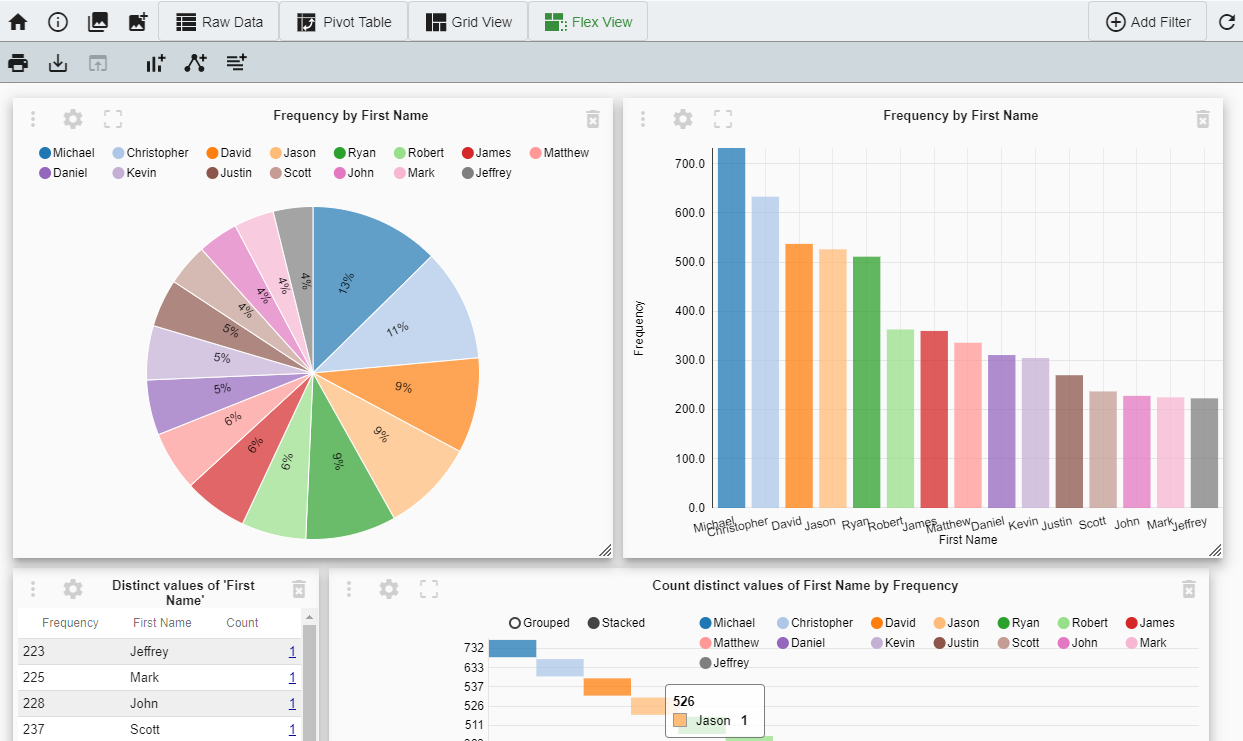 Raw Data Pivot Table Grid View Flex View Add Filter
Frequency by First Name
Michael Christopher David Jason Ryan Robert James Matthew
Daniel Kevin Justin Scott John Mark Jeffrey
13%
11%
9%
9%
9%
6%
6%
6%
5%
5%
5%
4%
4%
4%
4%
Frequency by First Name
700.0
600.0
500.0
400.0
300.0
200.0
100.0
0.0
Frequency
Michael Christopher David Jason Ryan Robert James Matthew Daniel Kevin Justin Scott John Mark Jeffrey
First Name
Distinct values of 'First
Name'
Frequency First Name Count
223 Jeffrey 1
225 Mark 1
228 John 1
237 Scott 1
Count distinct values of First Name by Frequency
Grouped Stacked
Michael Christopher David Jason Ryan Robert James
Matthew Daniel Kevin Justin Scott John Mark
Jeffrey
732
633
537
526
511
526
Jason 1